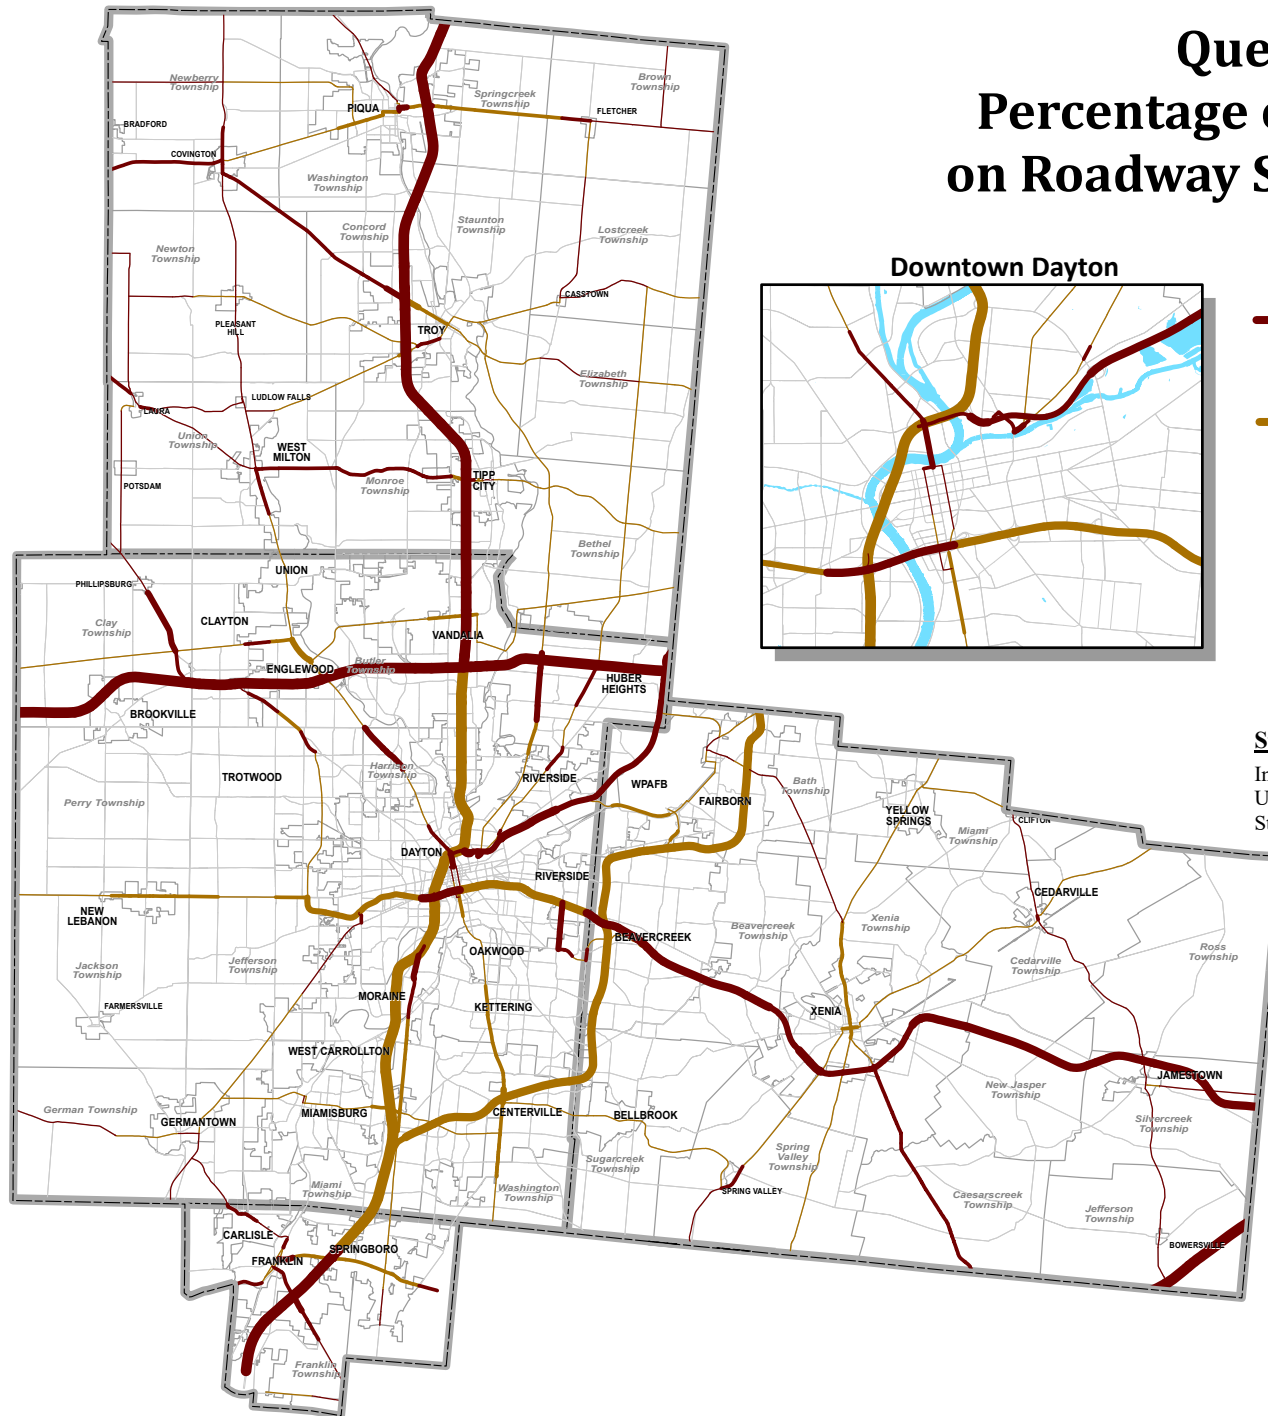 Que
Percentage o
on Roadway S
Downtown Dayton
S
In
U
St
Newberry
Township
Brown
Township
Springcreek
Township
PIQUA
FLETCHER
BRADFORD
COVINGTON
Washington
Township
Concord
Township
Staunton
Township
Lostcreek
Township
Newton
Township
CASSTOWN
PLEASANT
HILL
TROY
Elizabeth
Township
LUDLOW FALLS
LAURA
Union
Township
WEST
MILTON
POTSDAM
Monroe
Township
TIPP
CITY
Bethel
Township
UNION
PHILLIPSBURG
Clay
Township
CLAYTON
VANDALIA
ENGLEWOOD
Butler
Township
HUBER
HEIGHTS
BROOKVILLE
TROTWOOD
Harrison
Township
RIVERSIDE
WPAFB
Bath
Township
Perry Township
FAIRBORN
YELLOW
SPRINGS
CLIFTON
Miami
Township
DAYTON
RIVERSIDE
CEDARVILLE
NEW
LEBANON
BEAVERCREEK
Beavercreek
Township
Xenia
Township
Ross
Township
OAKWOOD
Jackson
Township
Jefferson
Township
Cedarville
Township
MORAINE
KETTERING
FARMERSVILLE
XENIA
WEST CARROLLTON
JAMESTOWN
New Jasper
Township
German Township
GERMANTOWN
MIAMISBURG
CENTERVILLE
BELLBROOK
Silvercreek
Township
Spring
Valley
Township
Sugarcreek
Township
SPRING VALLEY
Miami
Township
Washington
Township
Caesarscreek
Township
Jefferson
Township
CARLISLE
SPRINGBORO
FRANKLIN
BOWERSVILLE
Franklin
Township